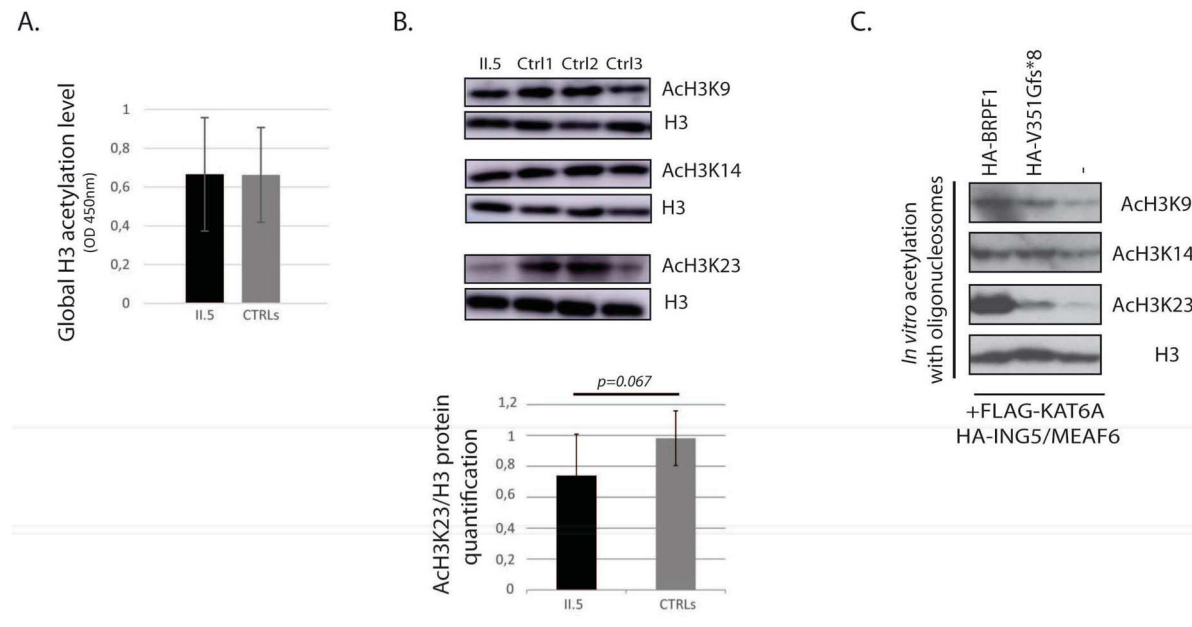 A.
Global H3 acetylation level
(OD 450nm)
1
0,8
0,6
0,4
0,2
0
II.5 CTRLs
B.
II.5 Ctrl1 Ctrl2 Ctrl3
AcH3K9
H3
AcH3K14
H3
AcH3K23
H3
p=0.067
AcH3K23/H3 protein
quantification
1,2
1
0,8
0,6
0,4
0,2
0
II.5 CTRLs
C.
HA-BRPF1
HA-V351Gfs*8
-
In vitro acetylation
with oligonucleosomes
AcH3K9
AcH3K14
AcH3K23
H3
+FLAG-KAT6A
HA-ING5/MEAF6